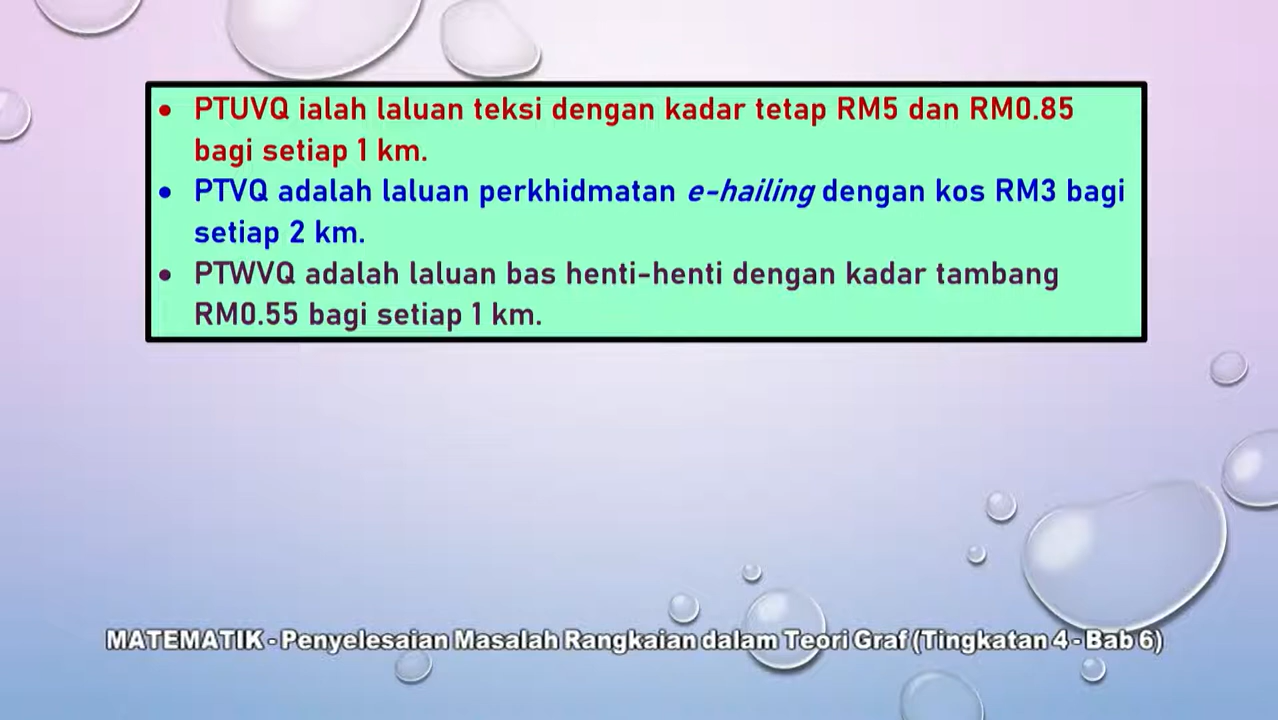 • PTUVQ ialah laluan teksi dengan kadar tetap RM5 dan RM0.85
bagi setiap 1 km.
• PTVQ adalah laluan perkhidmatan e-hailing dengan kos RM3 bagi
setiap 2 km.
• PTWVQ adalah laluan bas henti-henti dengan kadar tambang
RM0.55 bagi setiap 1 km.
MATEMATIK - Penyelesaian Masalah Rangkaian dalam Teori Graf (Tingkatan 4 - Bab 6)